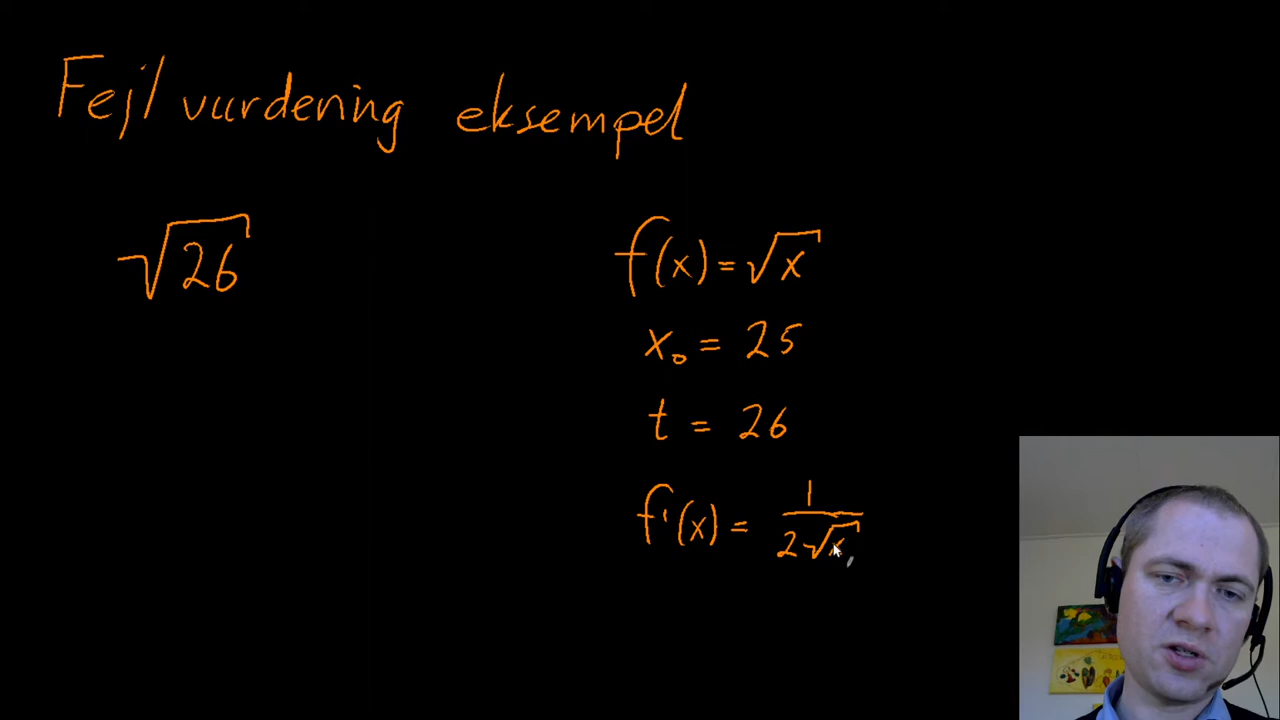 Fejlvurdering eksempel
√26
f(x) = √x
x₀ = 25
t = 26
f'(x) = 1/(2√x)